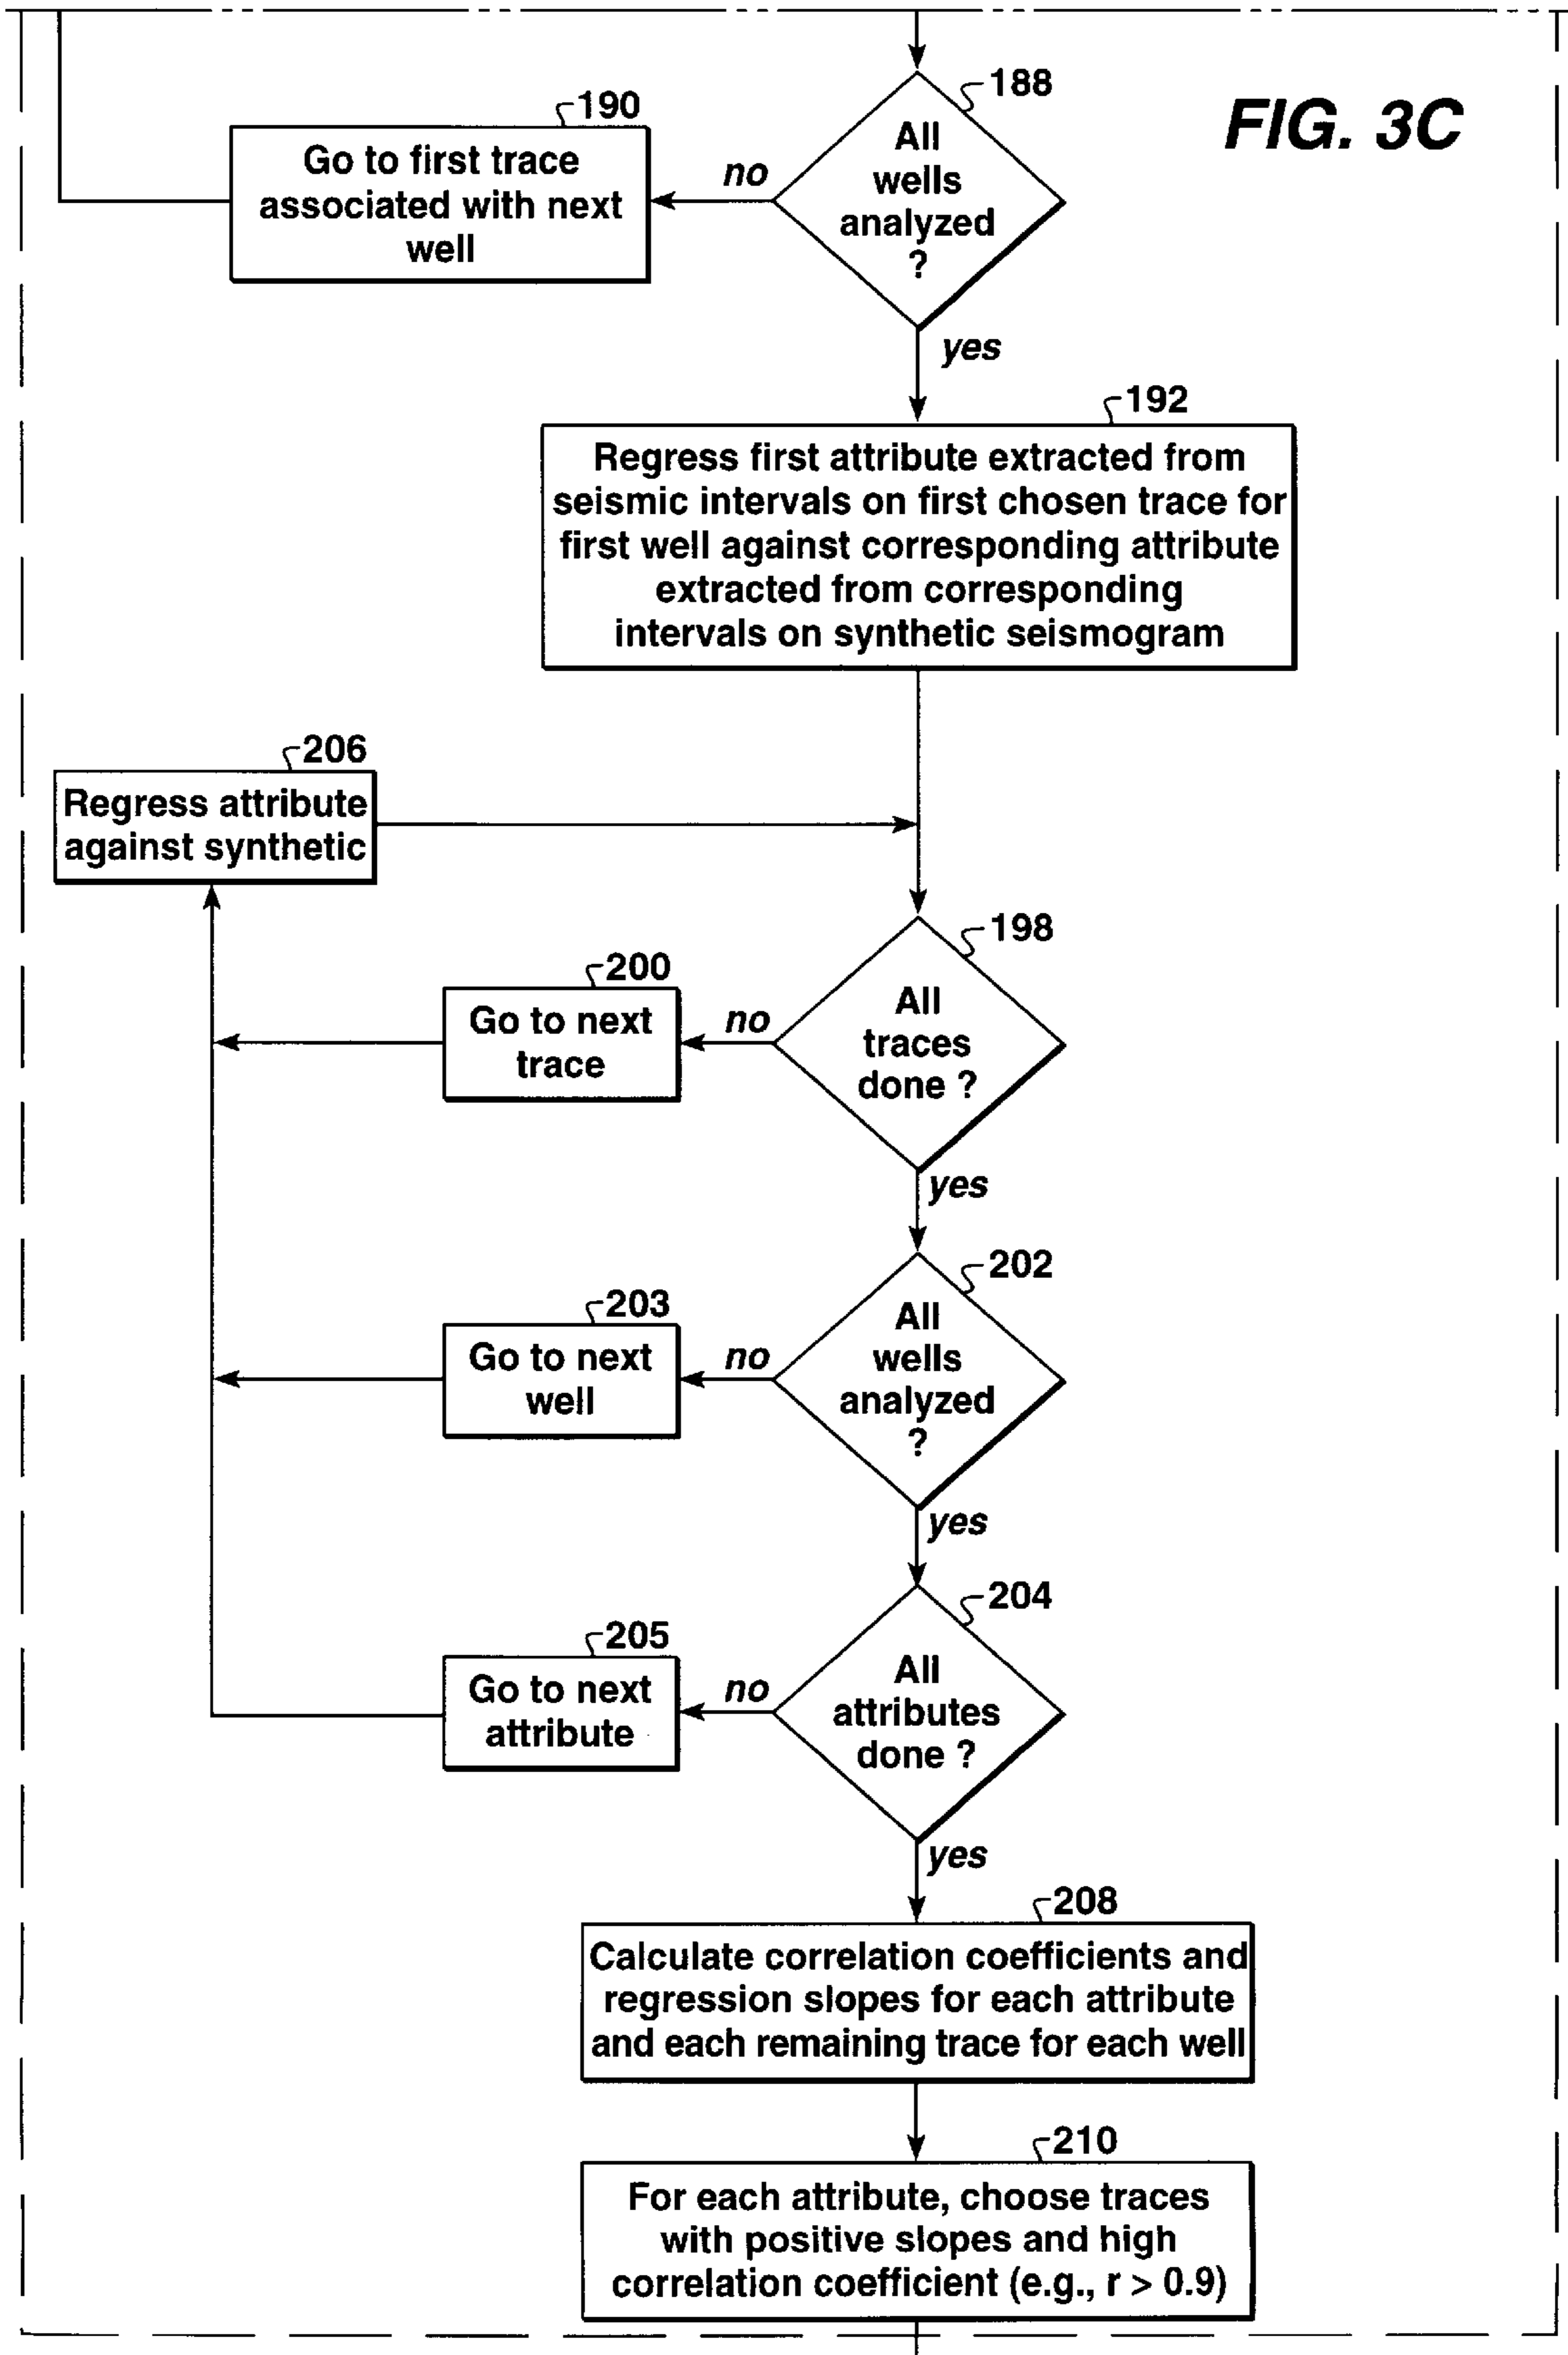 188
FIG. 3C
190
All
wells
analyzed
?
no
Go to first trace
associated with next
well
yes
192
Regress first attribute extracted from
seismic intervals on first chosen trace for
first well against corresponding attribute
extracted from corresponding
intervals on synthetic seismogram
206
Regress attribute
against synthetic
198
All
traces
done ?
200
no
Go to next
trace
yes
202
All
wells
analyzed
?
203
no
Go to next
well
yes
204
All
attributes
done ?
205
no
Go to next
attribute
yes
208
Calculate correlation coefficients and
regression slopes for each attribute
and each remaining trace for each well
210
For each attribute, choose traces
with positive slopes and high
correlation coefficient (e.g., r > 0.9)